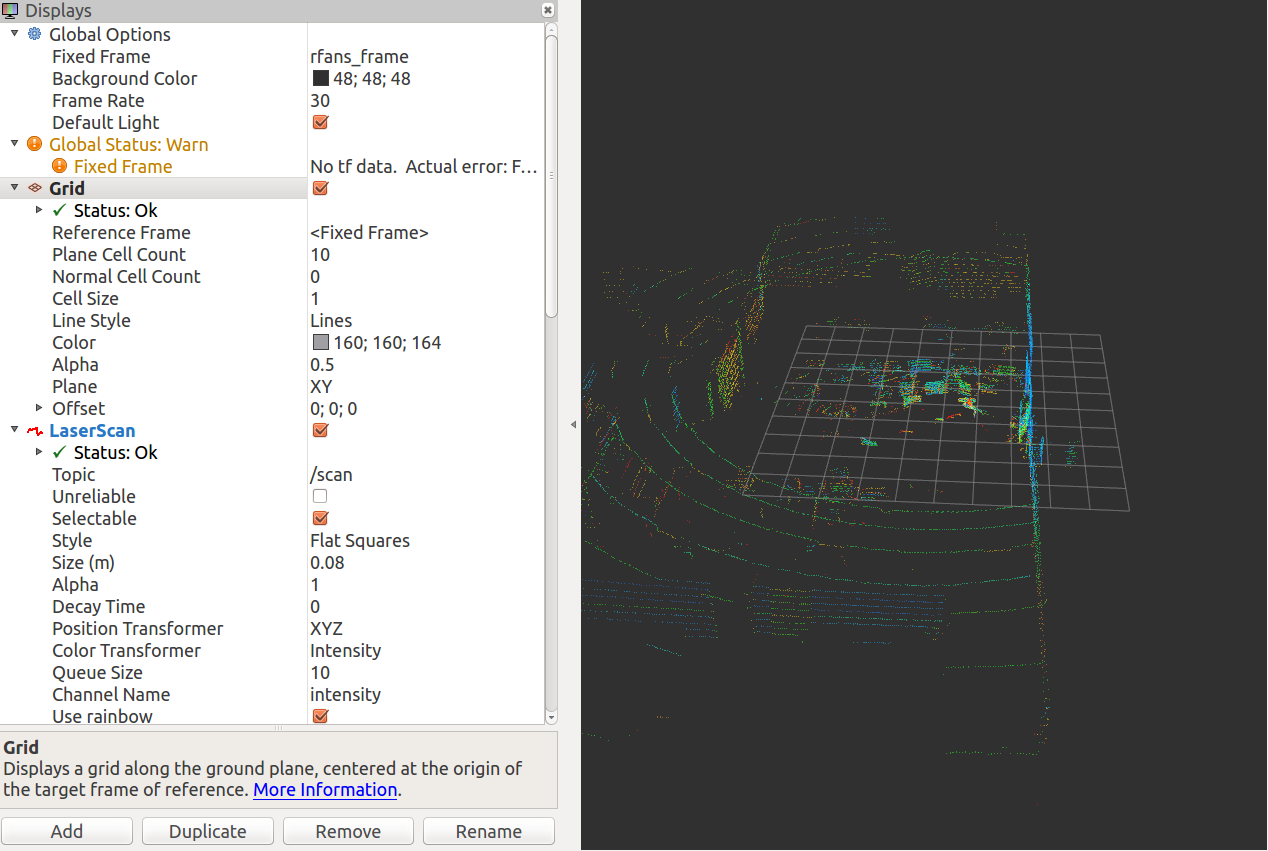 Displays
Global Options
Fixed Frame rfans_frame
Background Color 48; 48; 48
Frame Rate 30
Default Light
Global Status: Warn
Fixed Frame No tf data. Actual error: F...
Grid
Status: Ok
Reference Frame <Fixed Frame>
Plane Cell Count 10
Normal Cell Count 0
Cell Size 1
Line Style Lines
Color 160; 160; 164
Alpha 0.5
Plane XY
Offset 0; 0; 0
LaserScan
Status: Ok
Topic /scan
Unreliable
Selectable
Style Flat Squares
Size (m) 0.08
Alpha 1
Decay Time 0
Position Transformer XYZ
Color Transformer Intensity
Queue Size 10
Channel Name intensity
Use rainbow
Grid
Displays a grid along the ground plane, centered at the origin of
the target frame of reference. More Information.
Add Duplicate Remove Rename